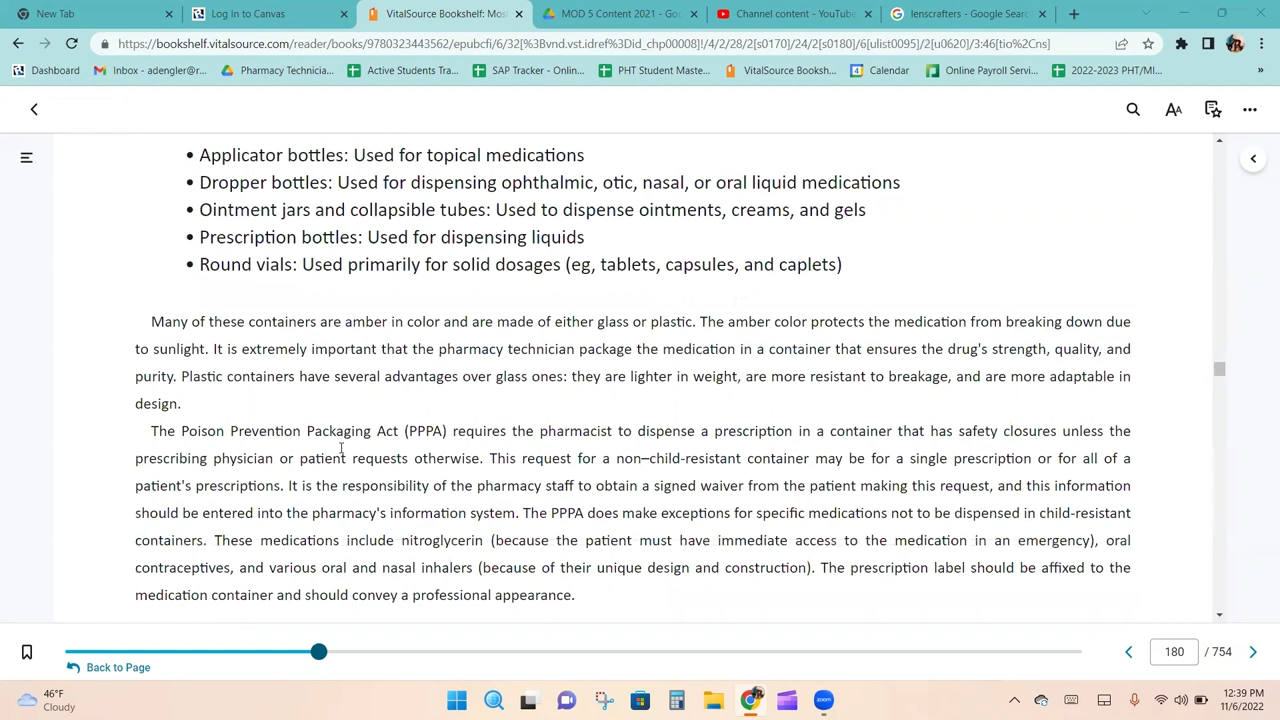 New Tab
Log In to Canvas
VitalSource Bookshelf: Mos
MOD 5 Content 2021 - Go
Channel content - YouTube
lenscrafters - Google Sear
https://bookshelf.vitalsource.com/reader/books/9780323443562/epubcfi/6/32[%3Bvnd.vst.idref%3Did_chp00008]!/4/2/28/2[s0170]/24/2[s0180]/6[ulist0095]/2[u0620]/3:46[tio%2Cns]
Dashboard
Inbox - adengler@r...
Pharmacy Technicia...
Active Students Tra...
SAP Tracker - Onlin...
PHT Student Maste...
VitalSource Booksh...
Calendar
Online Payroll Servi...
2022-2023 PHT/MI...
»
AA
• Applicator bottles: Used for topical medications
• Dropper bottles: Used for dispensing ophthalmic, otic, nasal, or oral liquid medications
• Ointment jars and collapsible tubes: Used to dispense ointments, creams, and gels
• Prescription bottles: Used for dispensing liquids
• Round vials: Used primarily for solid dosages (eg, tablets, capsules, and caplets)
Many of these containers are amber in color and are made of either glass or plastic. The amber color protects the medication from breaking down due
to sunlight. It is extremely important that the pharmacy technician package the medication in a container that ensures the drug's strength, quality, and
purity. Plastic containers have several advantages over glass ones: they are lighter in weight, are more resistant to breakage, and are more adaptable in
design.
The Poison Prevention Packaging Act (PPPA) requires the pharmacist to dispense a prescription in a container that has safety closures unless the
prescribing physician or patient requests otherwise. This request for a non–child-resistant container may be for a single prescription or for all of a
patient's prescriptions. It is the responsibility of the pharmacy staff to obtain a signed waiver from the patient making this request, and this information
should be entered into the pharmacy's information system. The PPPA does make exceptions for specific medications not to be dispensed in child-resistant
containers. These medications include nitroglycerin (because the patient must have immediate access to the medication in an emergency), oral
contraceptives, and various oral and nasal inhalers (because of their unique design and construction). The prescription label should be affixed to the
medication container and should convey a professional appearance.
180 / 754
Back to Page
46°F
Cloudy
zoom
12:39 PM
11/6/2022